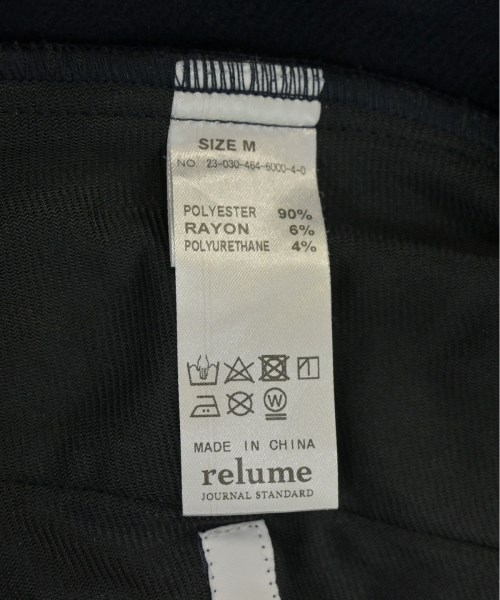 SIZE M
NO. 23-030-464-6000-4-0
POLYESTER 90%
RAYON 6%
POLYURETHANE 4%
W
MADE IN CHINA
relume
JOURNAL STANDARD